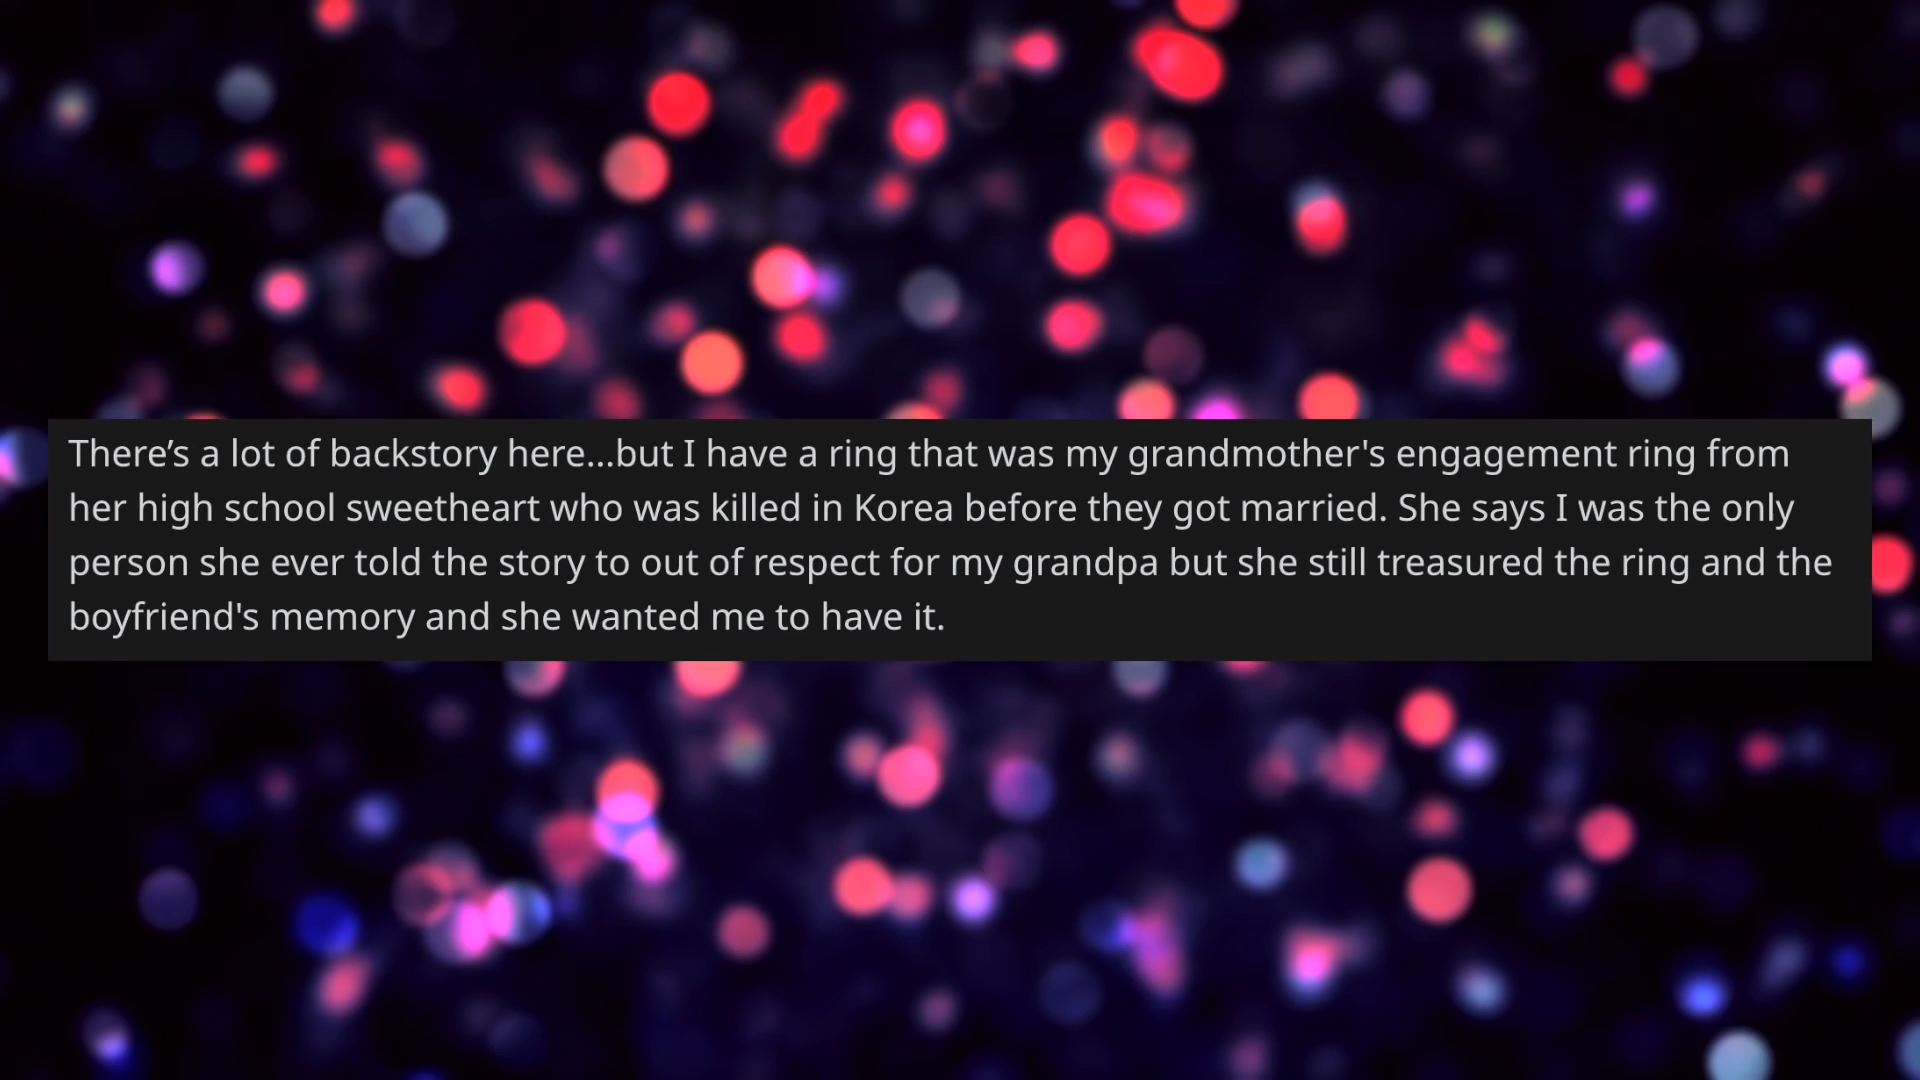 There’s a lot of backstory here...but I have a ring that was my grandmother's engagement ring from
her high school sweetheart who was killed in Korea before they got married. She says I was the only
person she ever told the story to out of respect for my grandpa but she still treasured the ring and the
boyfriend's memory and she wanted me to have it.